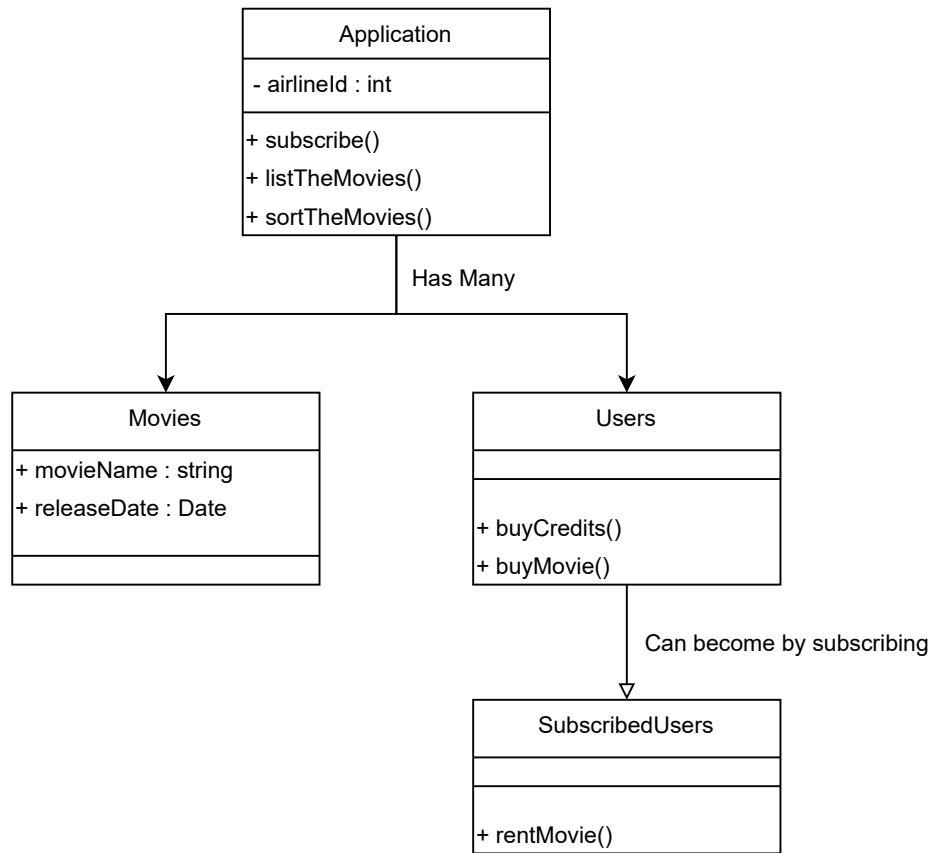 Application
- airlineId : int
+ subscribe()
+ listTheMovies()
+ sortTheMovies()
Has Many
Movies
+ movieName : string
+ releaseDate : Date
Users
+ buyCredits()
+ buyMovie()
Can become by subscribing
SubscribedUsers
+ rentMovie()